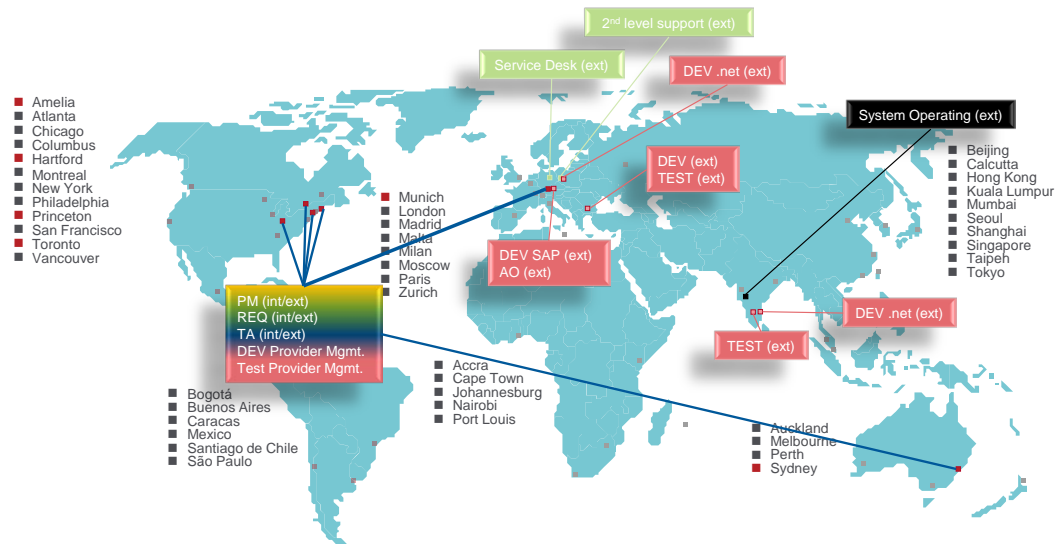 2nd level support (ext)
Service Desk (ext)
DEV .net (ext)
System Operating (ext)
Amelia
Atlanta
Chicago
Columbus
Hartford
Montreal
New York
Philadelphia
Princeton
San Francisco
Toronto
Vancouver
DEV (ext)
TEST (ext)
Beijing
Calcutta
Hong Kong
Kuala Lumpur
Mumbai
Seoul
Shanghai
Singapore
Taipeh
Tokyo
Munich
London
Madrid
Malta
Milan
Moscow
Paris
Zurich
DEV SAP (ext)
AO (ext)
PM (int/ext)
REQ (int/ext)
TA (int/ext)
DEV Provider Mgmt.
Test Provider Mgmt.
DEV .net (ext)
TEST (ext)
Bogotá
Buenos Aires
Caracas
Mexico
Santiago de Chile
São Paulo
Accra
Cape Town
Johannesburg
Nairobi
Port Louis
Auckland
Melbourne
Perth
Sydney